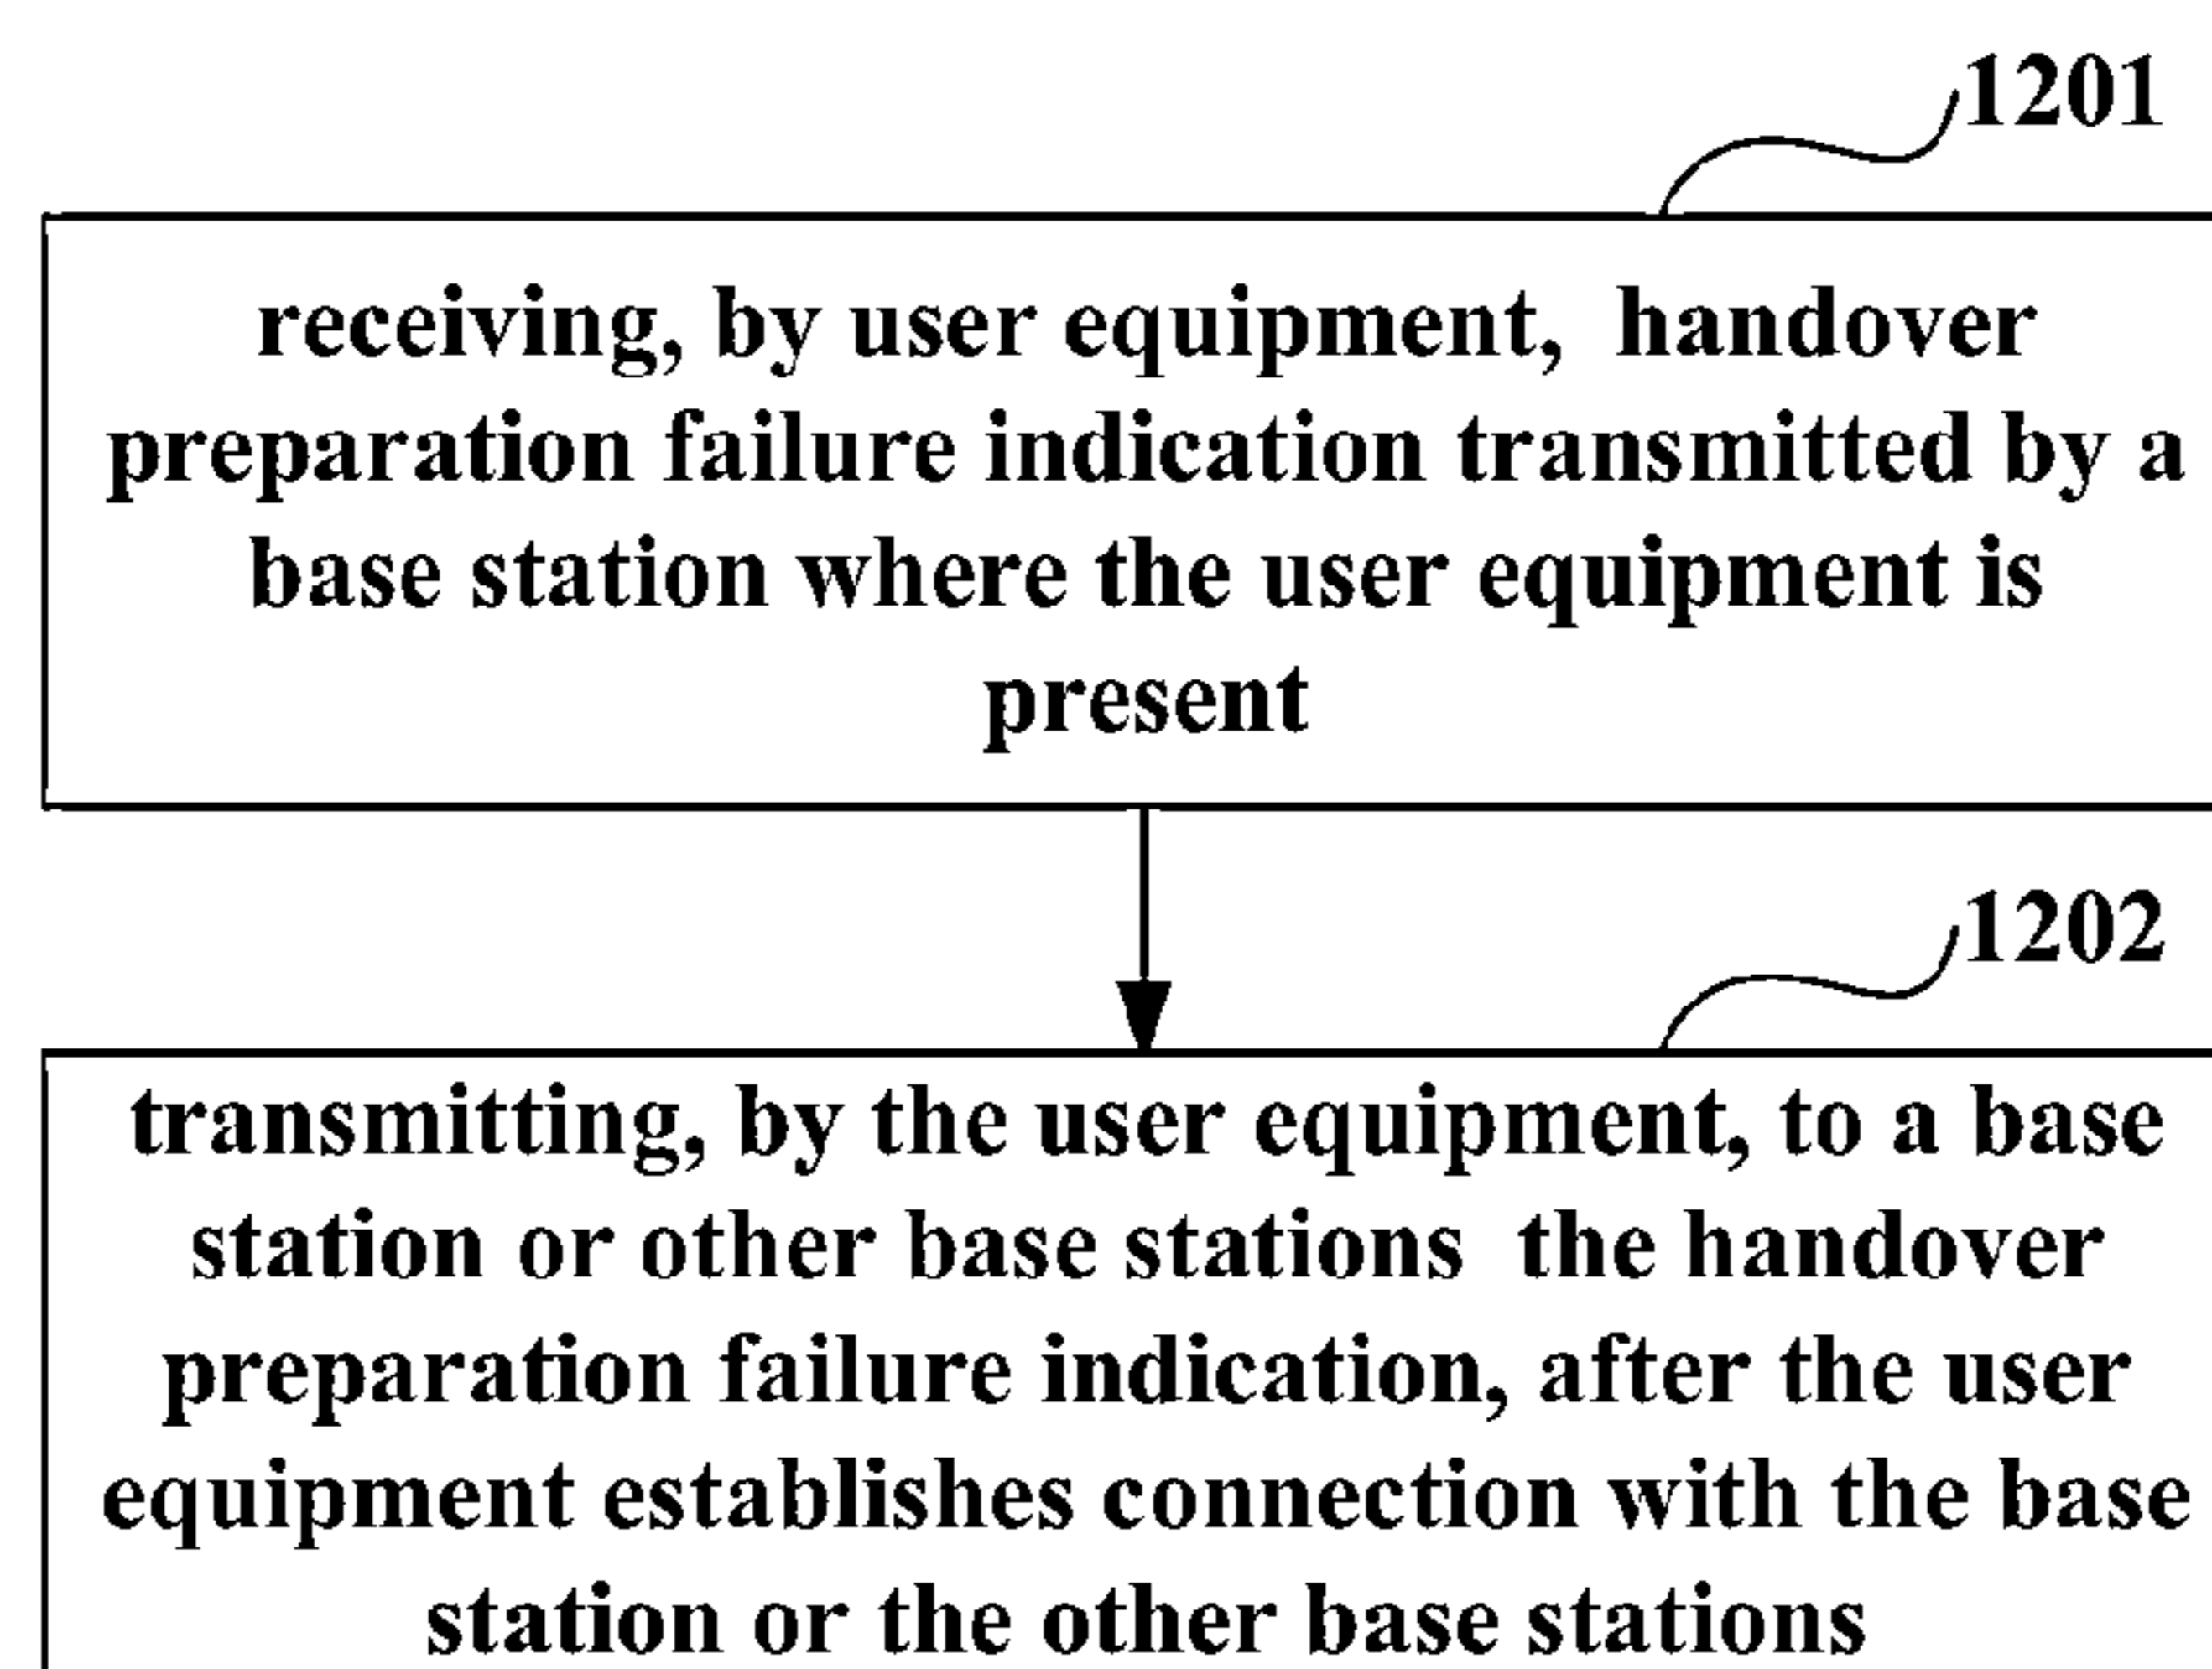 1201
receiving, by user equipment, handover
preparation failure indication transmitted by a
base station where the user equipment is
present
1202
transmitting, by the user equipment, to a base
station or other base stations the handover
preparation failure indication, after the user
equipment establishes connection with the base
station or the other base stations